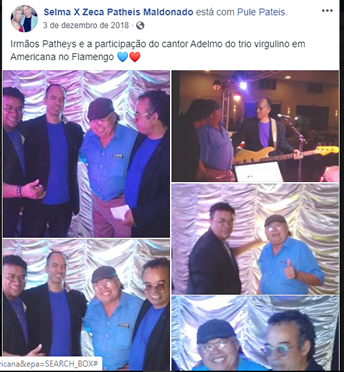 Selma X Zeca Patheis Maldonado está com Pule Pateis.
3 de dezembro de 2018 ·
Irmãos Patheys e a participação do cantor Adelmo do trio virgulino em
Americana no Flamengo 💙❤️
ricana&epa=SEARCH_BOX#